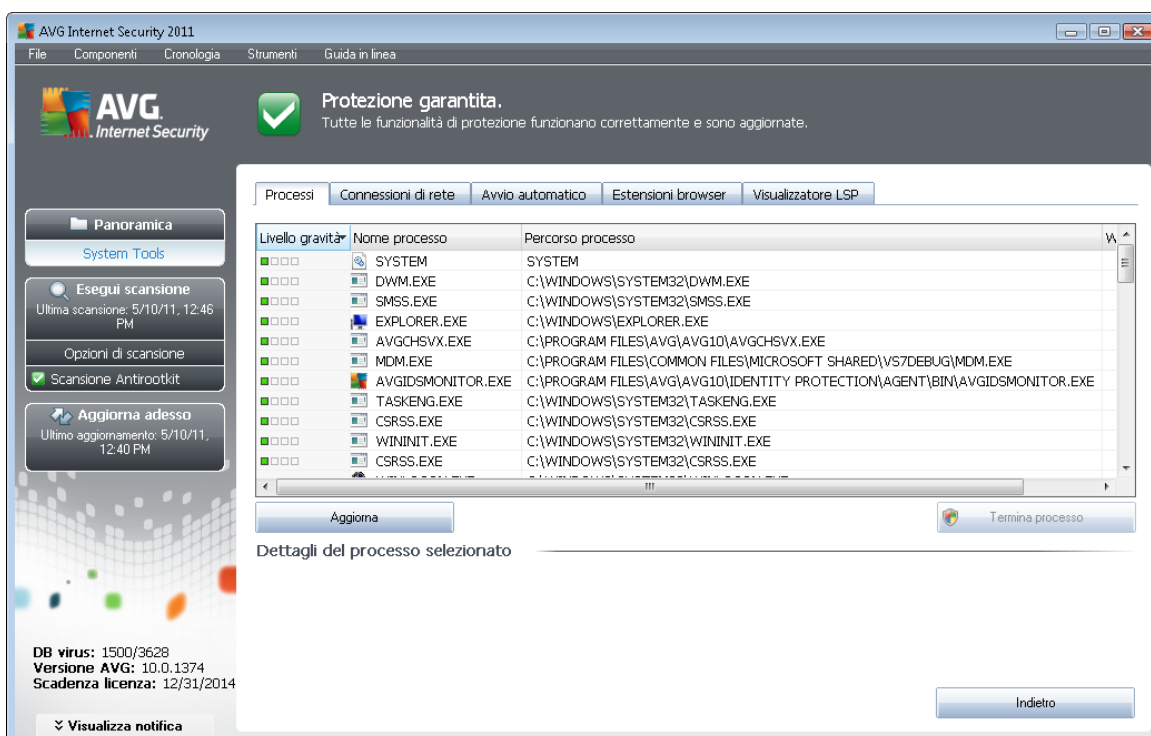 AVG Internet Security 2011
File Componenti Cronologia Strumenti Guida in linea
AVG.
Internet Security
Protezione garantita.
Tutte le funzionalità di protezione funzionano correttamente e sono aggiornate.
Panoramica
System Tools
Esegui scansione
Ultima scansione: 5/10/11, 12:46 PM
Opzioni di scansione
Scansione Antirootkit
Aggiorna adesso
Ultimo aggiornamento: 5/10/11, 12:40 PM
DB virus: 1500/3628
Versione AVG: 10.0.1374
Scadenza licenza: 12/31/2014
Visualizza notifica
Processi Connessioni di rete Avvio automatico Estensioni browser Visualizzatore LSP
Livello gravità Nome processo Percorso processo
SYSTEM SYSTEM
DWM.EXE C:\WINDOWS\SYSTEM32\DWM.EXE
SMSS.EXE C:\WINDOWS\SYSTEM32\SMSS.EXE
EXPLORER.EXE C:\WINDOWS\EXPLORER.EXE
AVGCHSVX.EXE C:\PROGRAM FILES\AVG\AVG10\AVGCHSVX.EXE
MDM.EXE C:\PROGRAM FILES\COMMON FILES\MICROSOFT SHARED\VS7DEBUG\MDM.EXE
AVGIDSMONITOR.EXE C:\PROGRAM FILES\AVG\AVG10\IDENTITY PROTECTION\AGENT\BIN\AVGIDSMONITOR.EXE
TASKENG.EXE C:\WINDOWS\SYSTEM32\TASKENG.EXE
CSRSS.EXE C:\WINDOWS\SYSTEM32\CSRSS.EXE
WININIT.EXE C:\WINDOWS\SYSTEM32\WININIT.EXE
CSRSS.EXE C:\WINDOWS\SYSTEM32\CSRSS.EXE
Aggiorna Termina processo
Dettagli del processo selezionato
Indietro